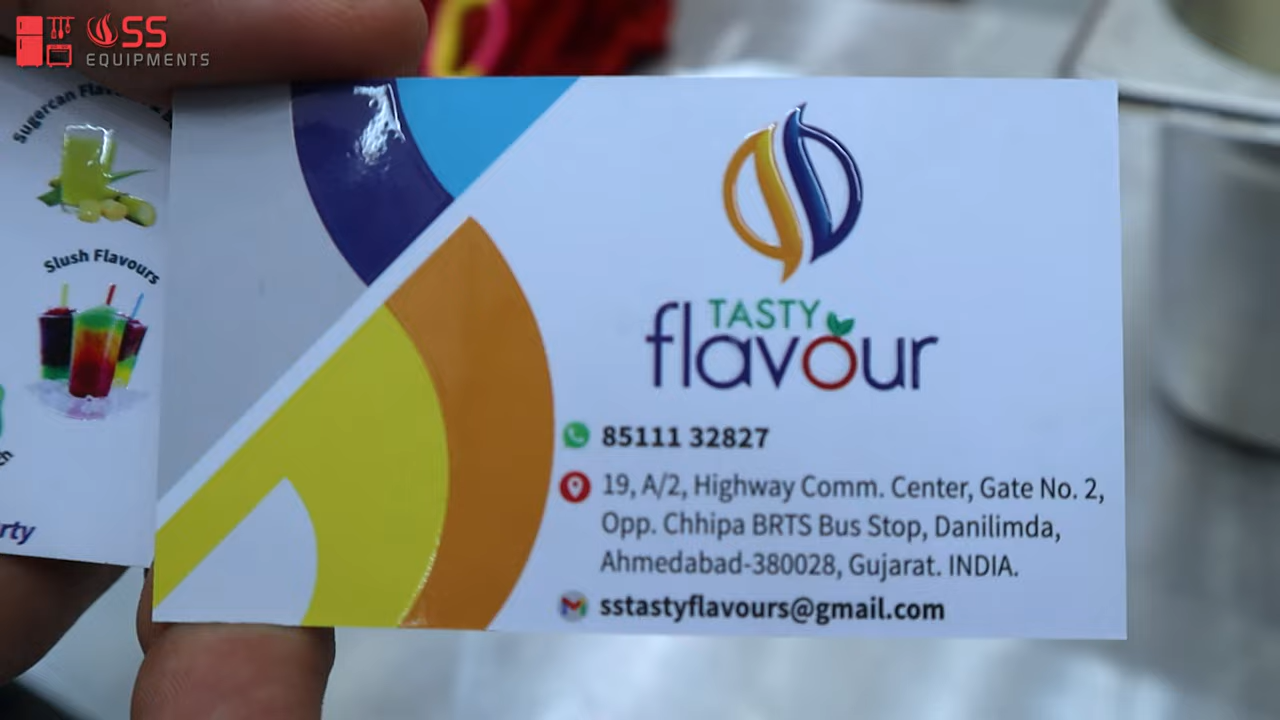 SS
EQUIPMENTS
Sugercan
Slush Flavours
TASTY
flavour
85111 32827
19, A/2, Highway Comm. Center, Gate No. 2,
Opp. Chhipa BRTS Bus Stop, Danilimda,
Ahmedabad-380028, Gujarat. INDIA.
sstastyflavours@gmail.com